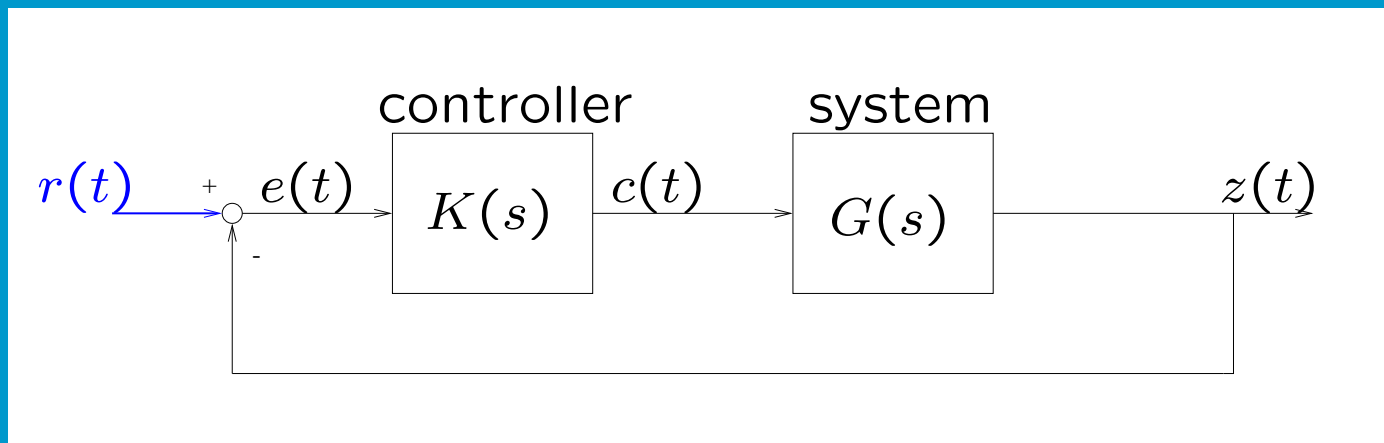 controller system
r(t) + e(t) c(t) z(t)
K(s) G(s)
-